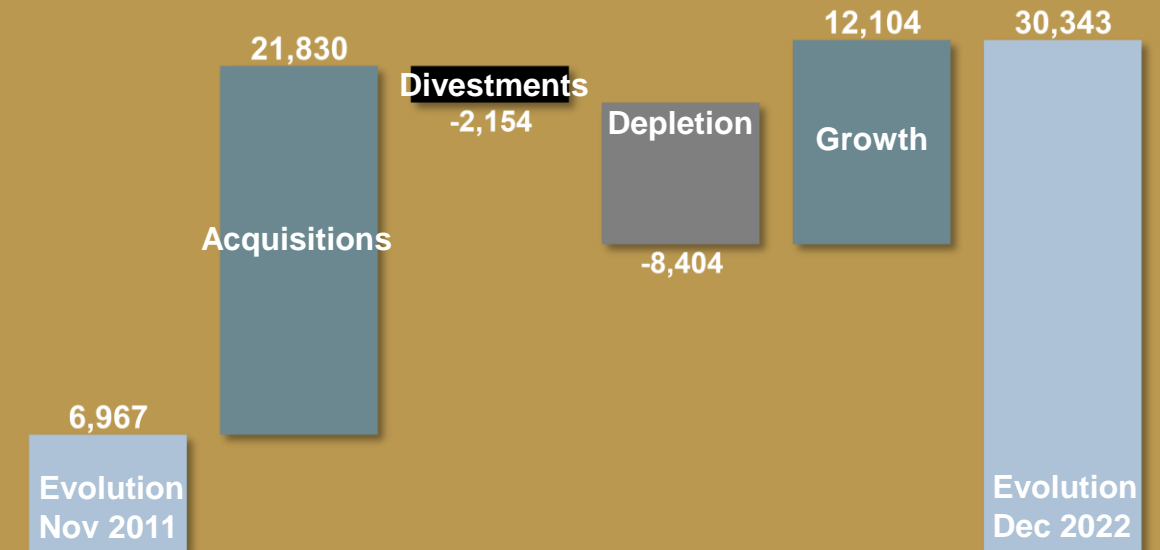 6,967
Evolution
Nov 2011
21,830
Acquisitions
Divestments
-2,154
Depletion
-8,404
12,104
Growth
30,343
Evolution
Dec 2022